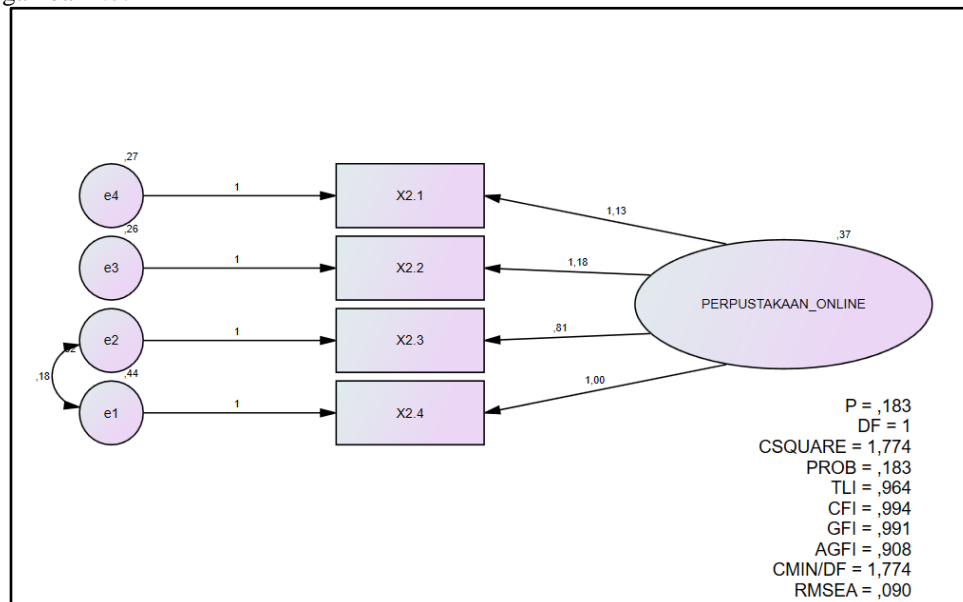 ,27
e4
1
X2.1
1,13
,37
,26
e3
1
X2.2
1,18
PERPUSTAKAAN_ONLINE
e2
1
X2.3
,81
,18
,44
e1
1
X2.4
1,00
P = ,183
DF = 1
CSQUARE = 1,774
PROB = ,183
TLI = ,964
CFI = ,994
GFI = ,991
AGFI = ,908
CMIN/DF = 1,774
RMSEA = ,090